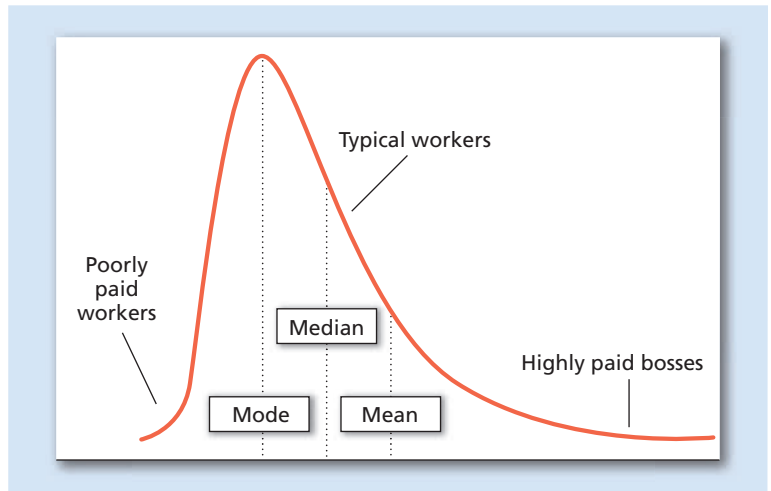 Typical workers
Poorly
paid
workers
Median
Highly paid bosses
Mode
Mean